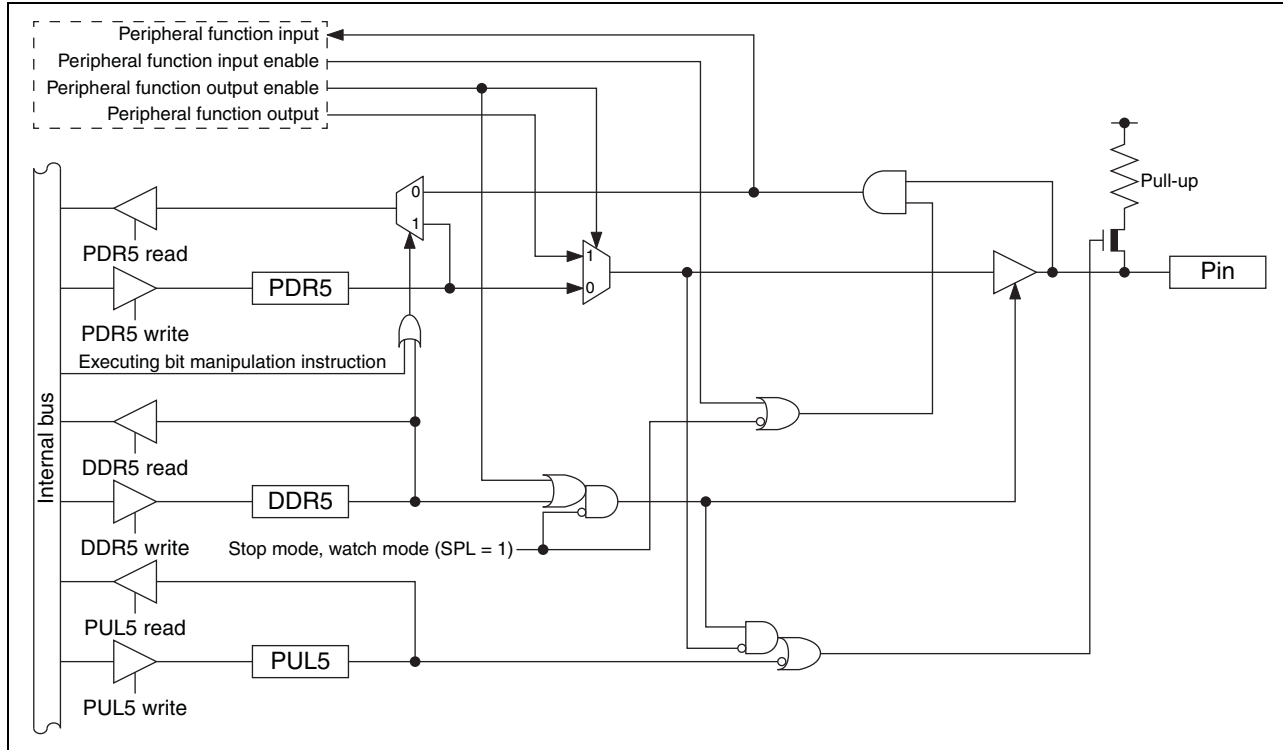 Peripheral function input
Peripheral function input enable
Peripheral function output enable
Peripheral function output
Pull-up
0
1
PDR5 read
1
0
Pin
PDR5
PDR5 write
Executing bit manipulation instruction
Internal bus
DDR5 read
DDR5
DDR5 write
Stop mode, watch mode (SPL = 1)
PUL5 read
PUL5
PUL5 write